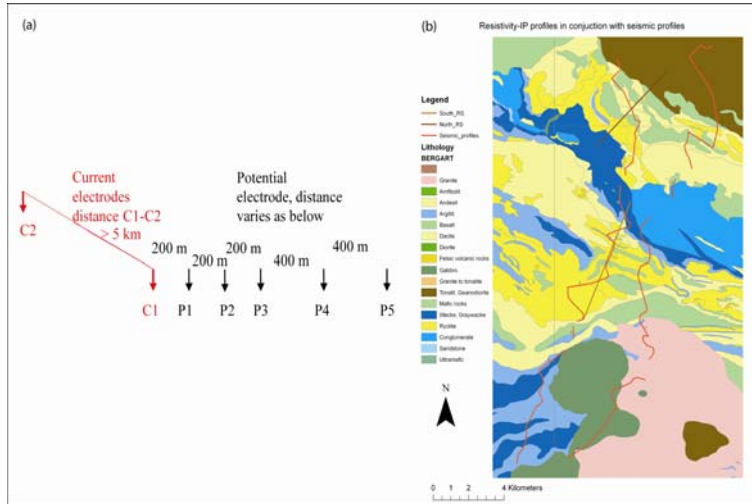 (a)
Current
electrodes
distance C1-C2
> 5 km
Potential
electrode, distance
varies as below
C2
200 m
200 m
200 m
400 m
400 m
C1
P1
P2
P3
P4
P5
(b)
Resistivity-IP profiles in conjuction with seismic profiles
Legend
South_RS
North_RS
Seismic_profiles
Lithology
BERGART
Granite
Amfibolit
Andesit
Argillit
Basalt
Dacite
Diorite
Felsic volcanic rocks
Gabbro
Granite to tonalite
Tonalit, Granodiorite
Mafic rocks
Wacke, Graywacke
Ryolite
Conglomerate
Sandstone
Ultramafic
N
0 1 2 4 Kilometers